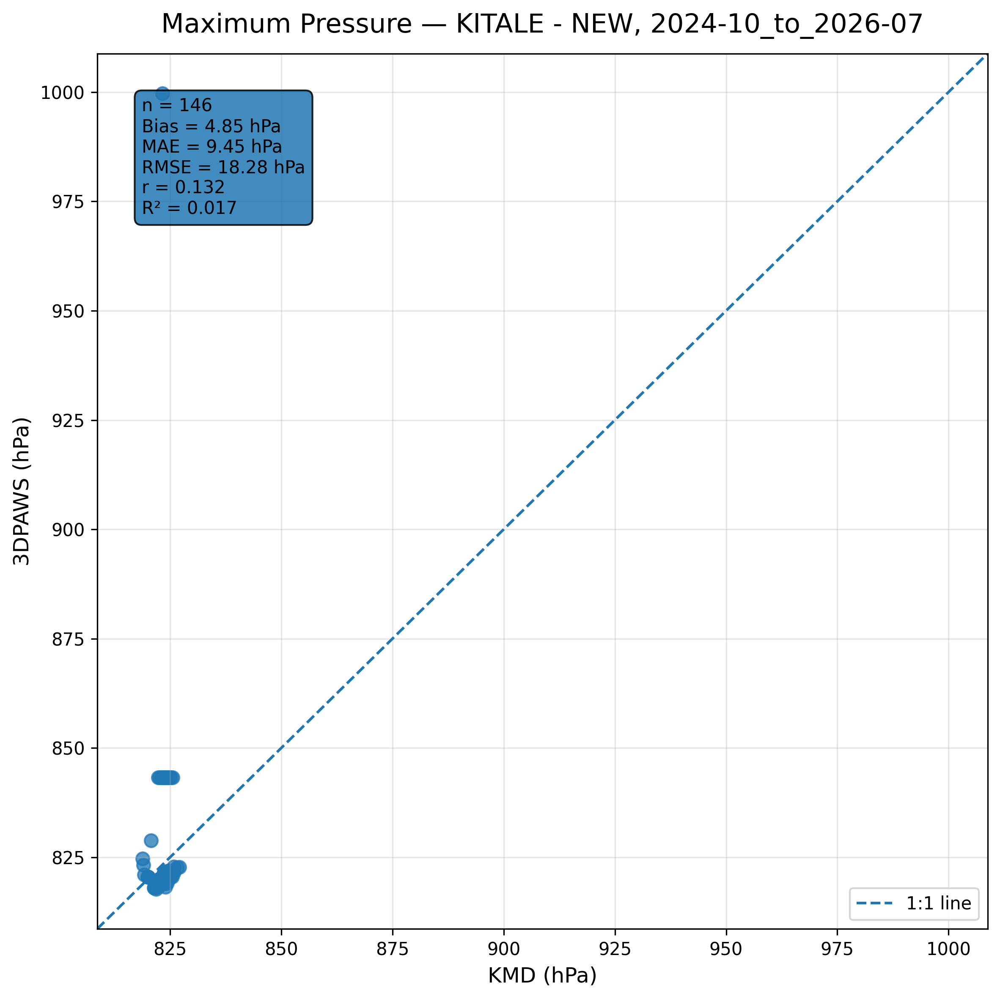 Maximum Pressure — KITALE - NEW, 2024-10_to_2026-07
1000
975
950
925
900
875
850
825
3DPAWS (hPa)
n = 146
Bias = 4.85 hPa
MAE = 9.45 hPa
RMSE = 18.28 hPa
r = 0.132
R² = 0.017
1:1 line
825 850 875 900 925 950 975 1000
KMD (hPa)